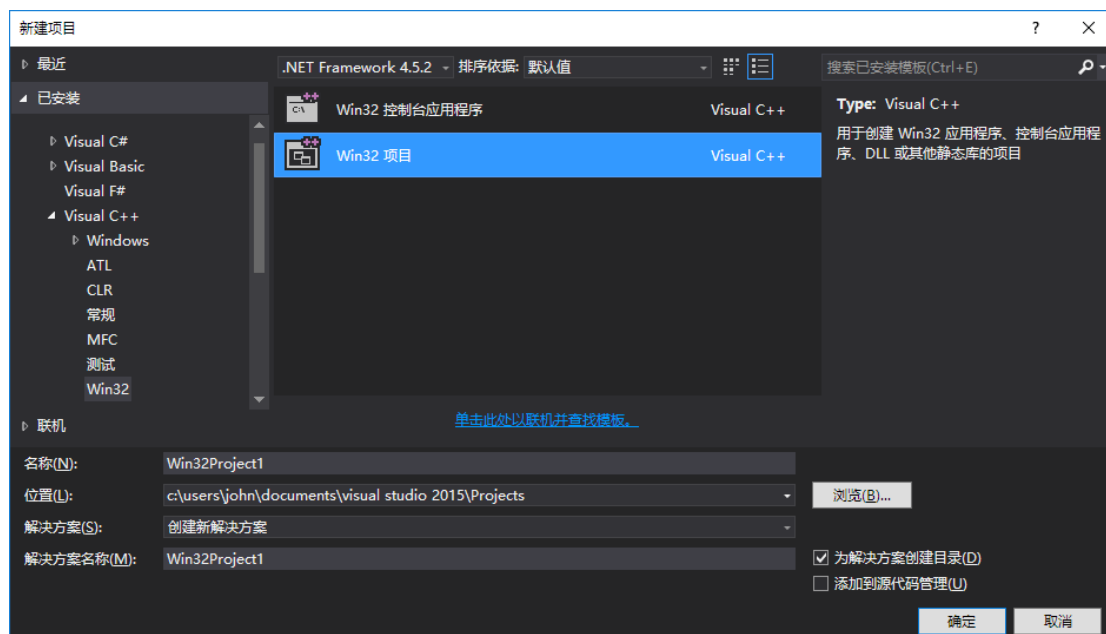 新建项目
?
最近
.NET Framework 4.5.2 排序依据: 默认值
搜索已安装模板(Ctrl+E)
已安装
Visual C#
Visual Basic
Visual F#
Visual C++
Windows
ATL
CLR
常规
MFC
测试
Win32
联机
Win32 控制台应用程序 Visual C++
Win32 项目 Visual C++
单击此处以联机并查找模板。
Type: Visual C++
用于创建 Win32 应用程序、控制台应用程
序、DLL 或其他静态库的项目
名称(N): Win32Project1
位置(L): c:\users\john\documents\visual studio 2015\Projects 浏览(B)...
解决方案(S): 创建新解决方案
解决方案名称(M): Win32Project1
为解决方案创建目录(D)
添加到源代码管理(U)
确定 取消